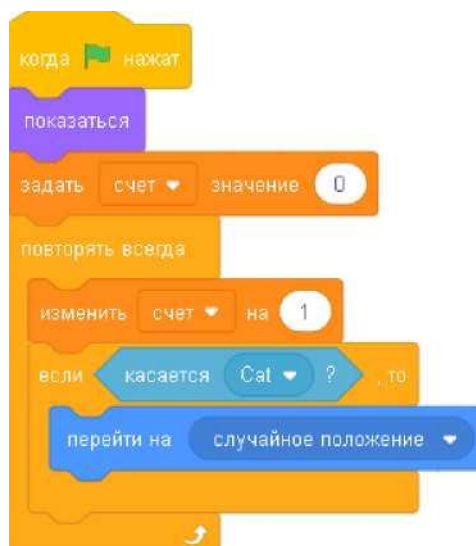 когда нажат
показаться
задать счет значение 0
повторять всегда
изменить счет на 1
если касается Cat ? , то
перейти на случайное положение